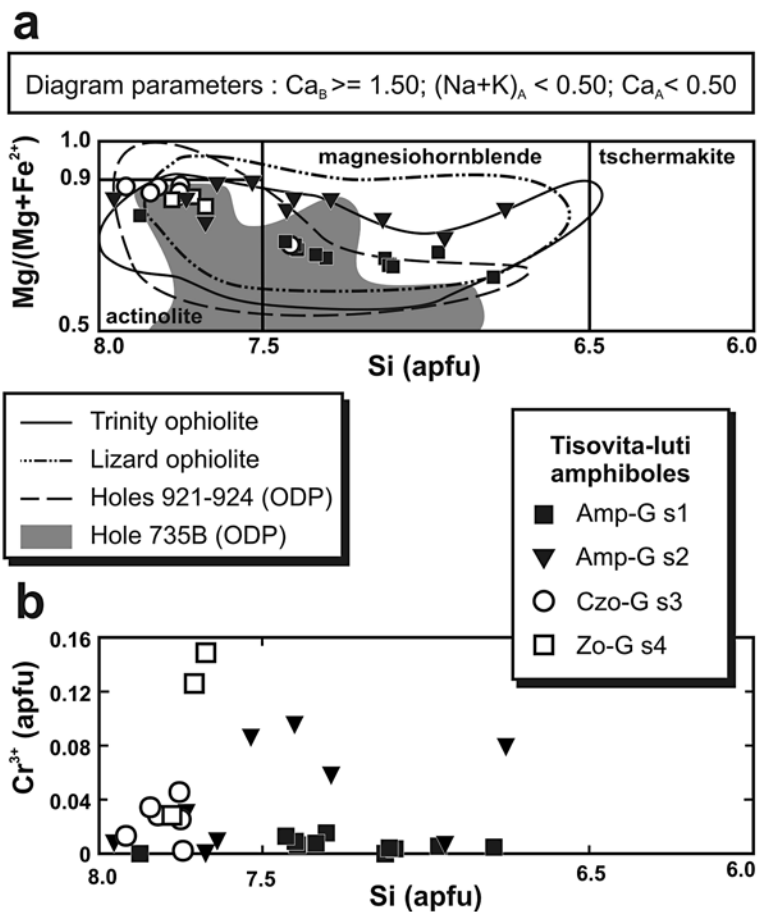 a
Diagram parameters : Ca_B >= 1.50; (Na+K)_A < 0.50; Ca_A < 0.50
1.0
0.9
0.5
Mg/(Mg+Fe²⁺)
magnesiohornblende
tschermakite
actinolite
8.0 7.5 6.5 6.0
Si (apfu)
Trinity ophiolite
Lizard ophiolite
Holes 921-924 (ODP)
Hole 735B (ODP)
Tisovita-Iuti
amphiboles
Amp-G s1
Amp-G s2
Czo-G s3
Zo-G s4
b
0.16
0.12
0.08
0.04
0
Cr³⁺ (apfu)
8.0 7.5 6.5 6.0
Si (apfu)